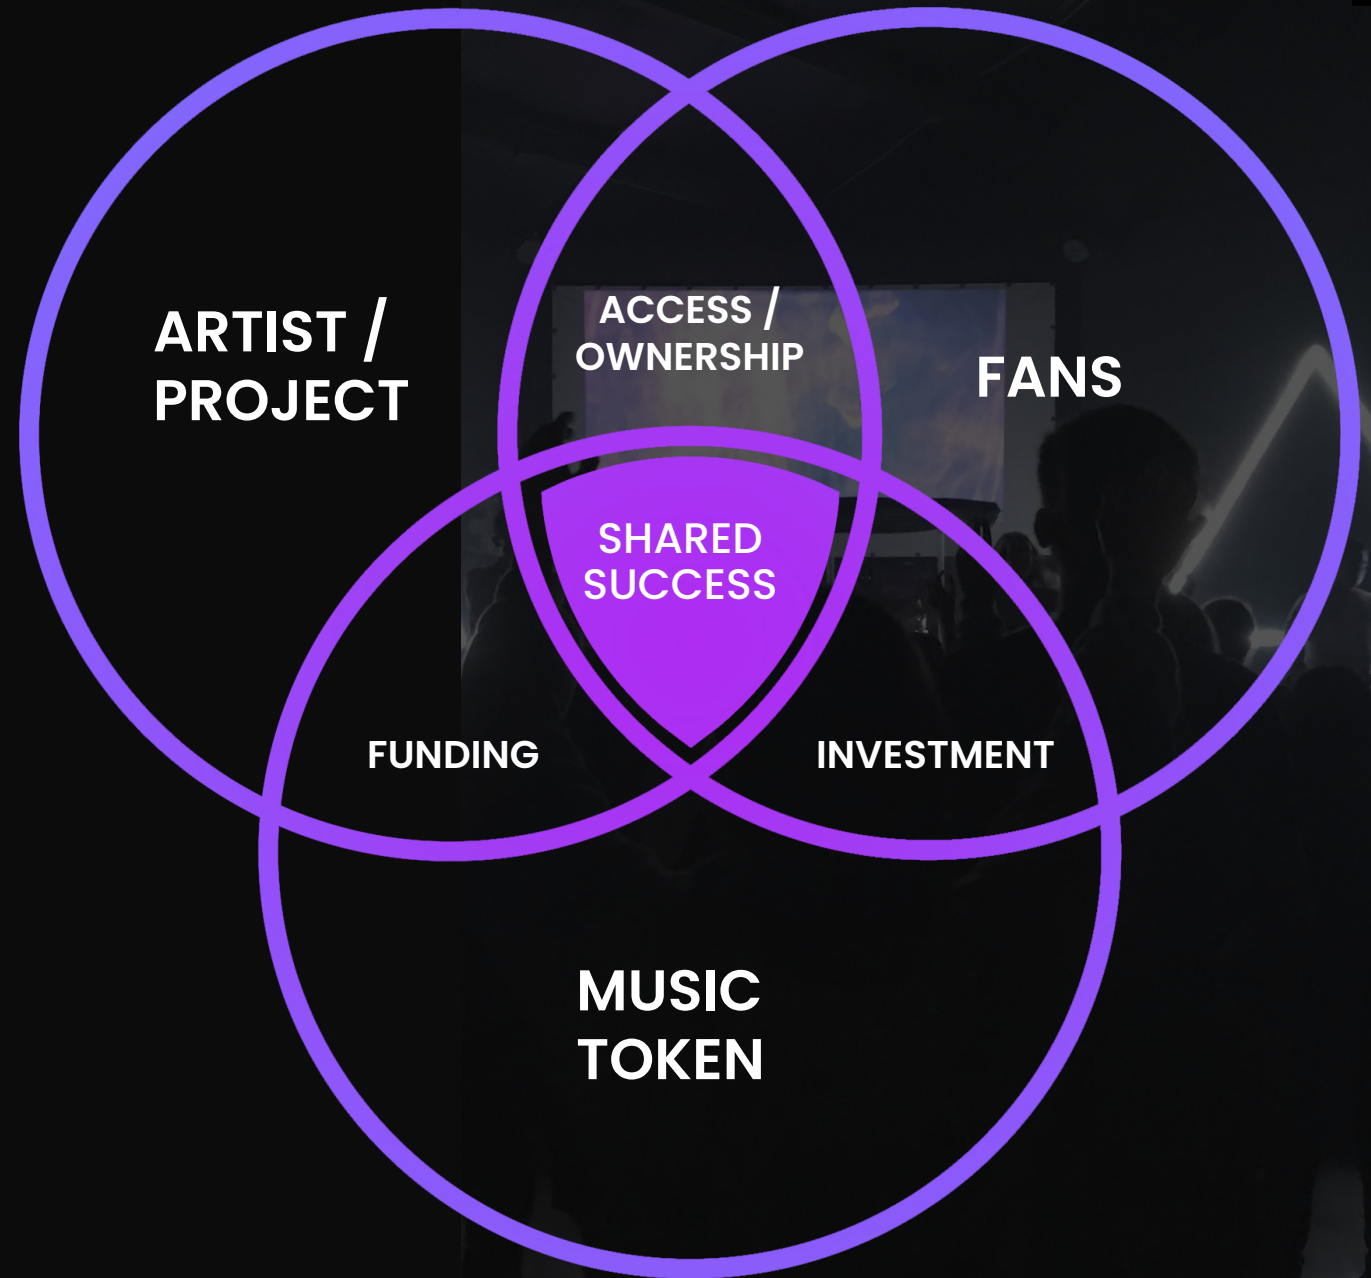 ARTIST /
PROJECT
ACCESS /
OWNERSHIP
FANS
SHARED
SUCCESS
FUNDING
INVESTMENT
MUSIC
TOKEN